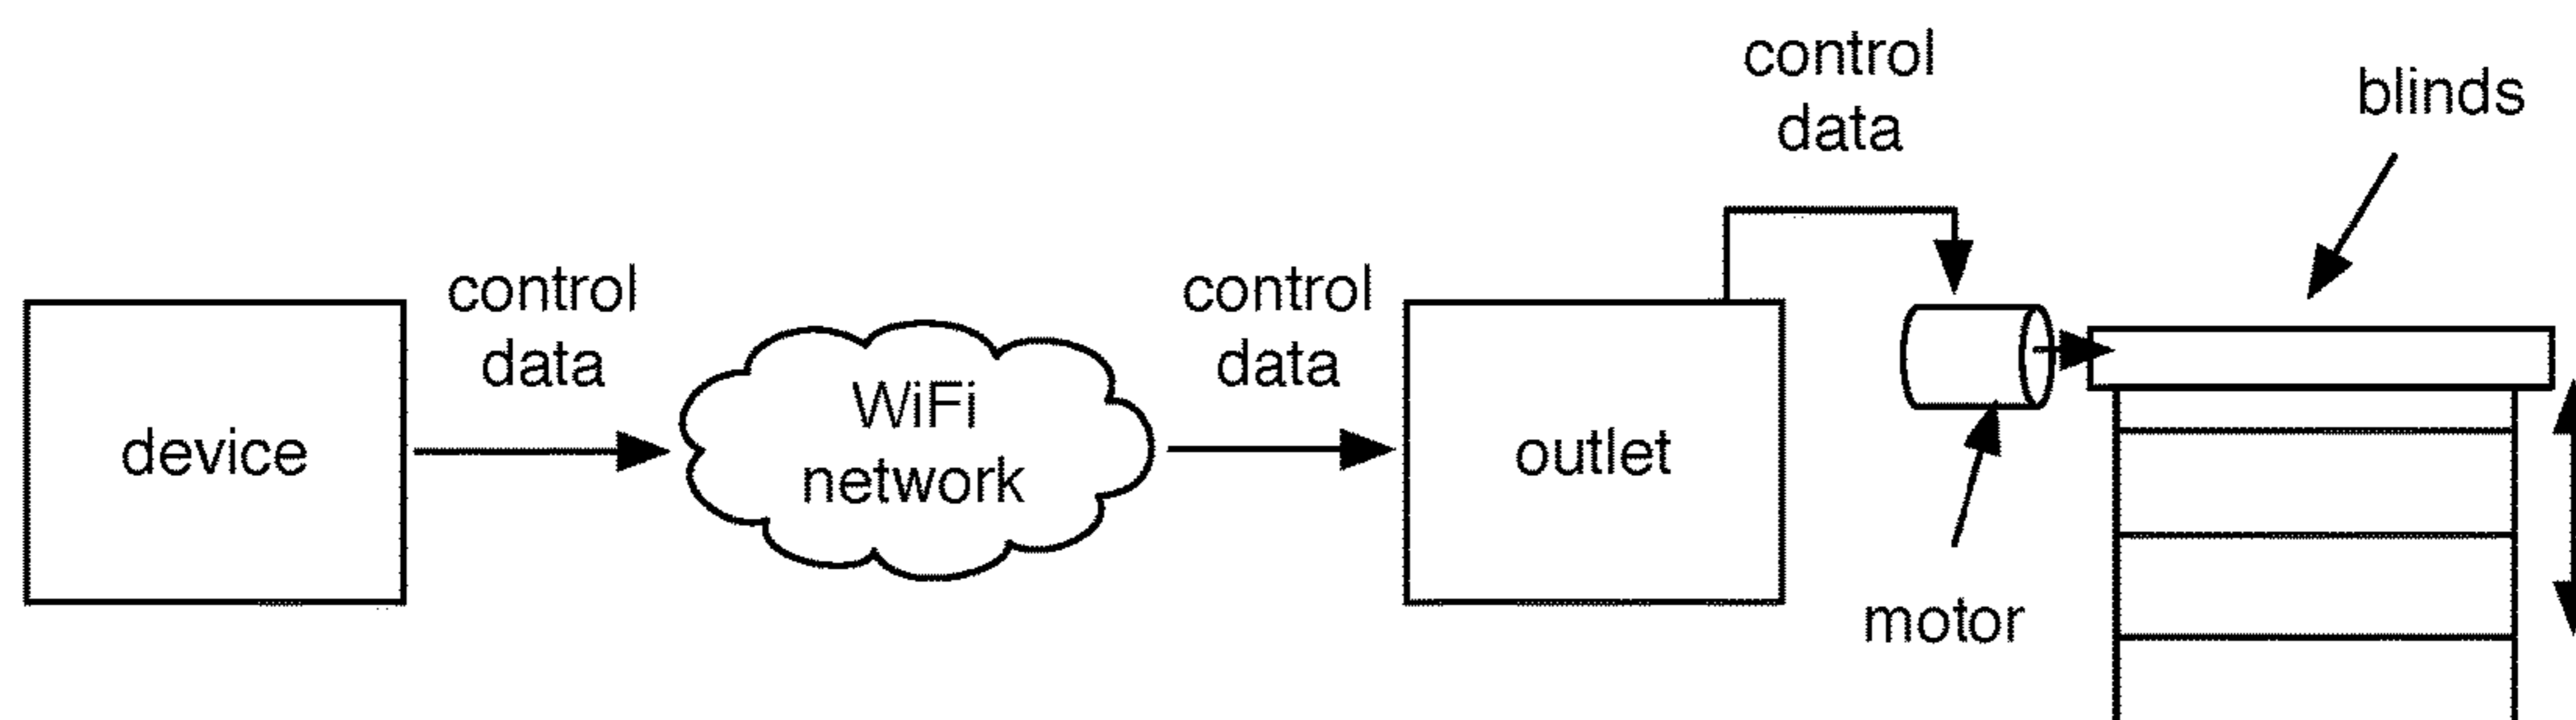 control
data
blinds
control
data
control
data
device
WiFi
network
outlet
motor